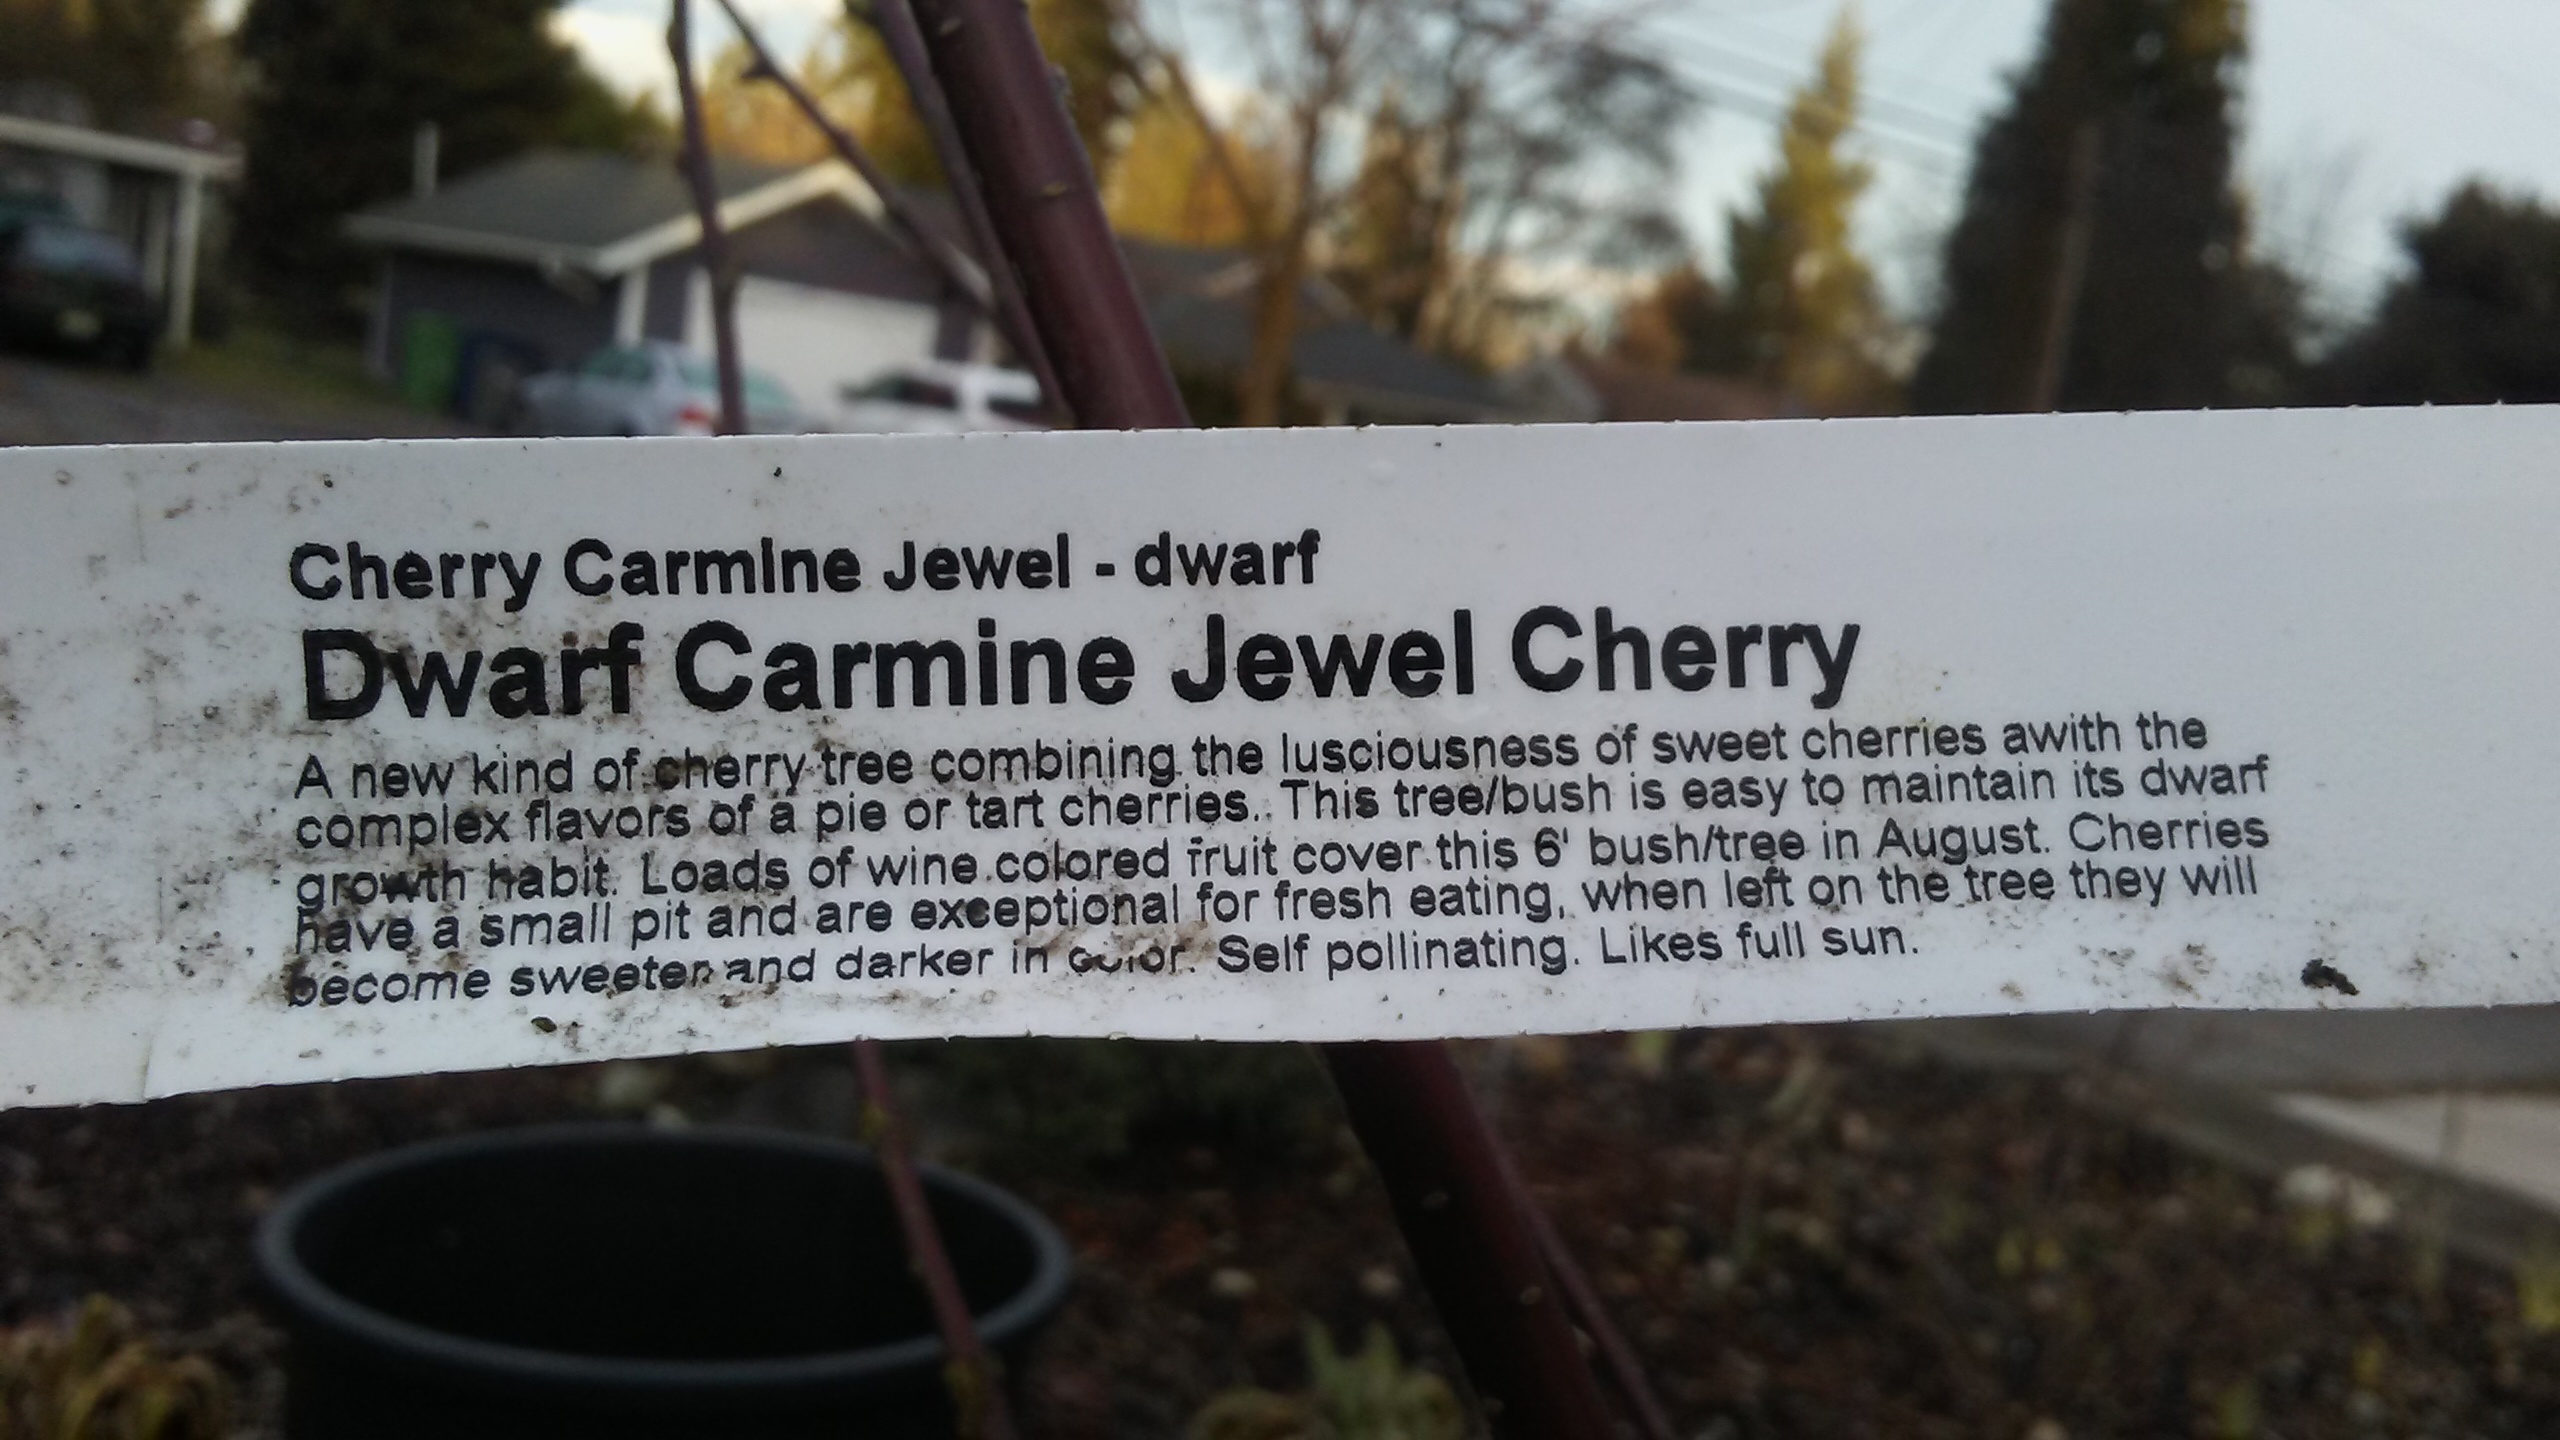 Cherry Carmine Jewel - dwarf
Dwarf Carmine Jewel Cherry
A new kind of cherry tree combining the lusciousness of sweet cherries awith the
complex flavors of a pie or tart cherries. This tree/bush is easy to maintain its dwarf
growth habit. Loads of wine colored fruit cover this 6' bush/tree in August. Cherries
have a small pit and are exceptional for fresh eating, when left on the tree they will
become sweeter and darker in color. Self pollinating. Likes full sun.